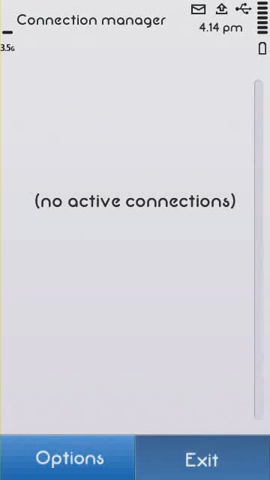 Connection manager
4.14 pm
3.5G
(no active connections)
Options
Exit